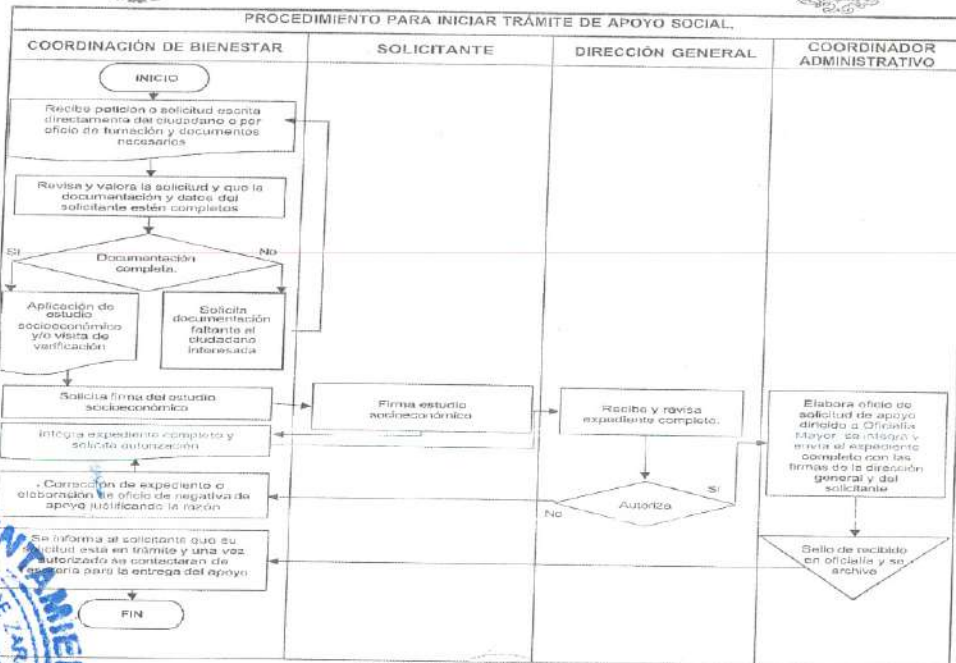 PROCEDIMIENTO PARA INICIAR TRÁMITE DE APOYO SOCIAL.
COORDINACIÓN DE BIENESTAR
SOLICITANTE
DIRECCIÓN GENERAL
COORDINADOR
ADMINISTRATIVO
INICIO
Recibe petición o solicitud escrita
directamente del ciudadano o por
oficio de turnación y documentos
necesarios
Revisa y valora la solicitud y que la
documentación y datos del
solicitante estén completos
Si
Documentación
completa.
No
Aplicación de
estudio
socioeconómico
y/o visita de
verificación
Solicita
documentación
faltante al
ciudadano
interesada
Solicita firma del estudio
socioeconómico
Firma estudio
socioeconómico
Recibe y revisa
expediente completo.
Elabora oficio de
solicitud de apoyo
dirigido a Oficialía
Mayor, se integra y
envía el expediente
completo con las
firmas de la dirección
general y del
solicitante
Integra expediente completo y
solicita autorización
Corrección de expediente o
elaboración de oficio de negativa de
apoyo justificando la razón
No
Autoriza
Si
Se informa al solicitante que su
solicitud está en trámite y una vez
autorizado se contactaran de
para la entrega del apoyo
Sello de recibido
en oficialía y se
archiva
FIN